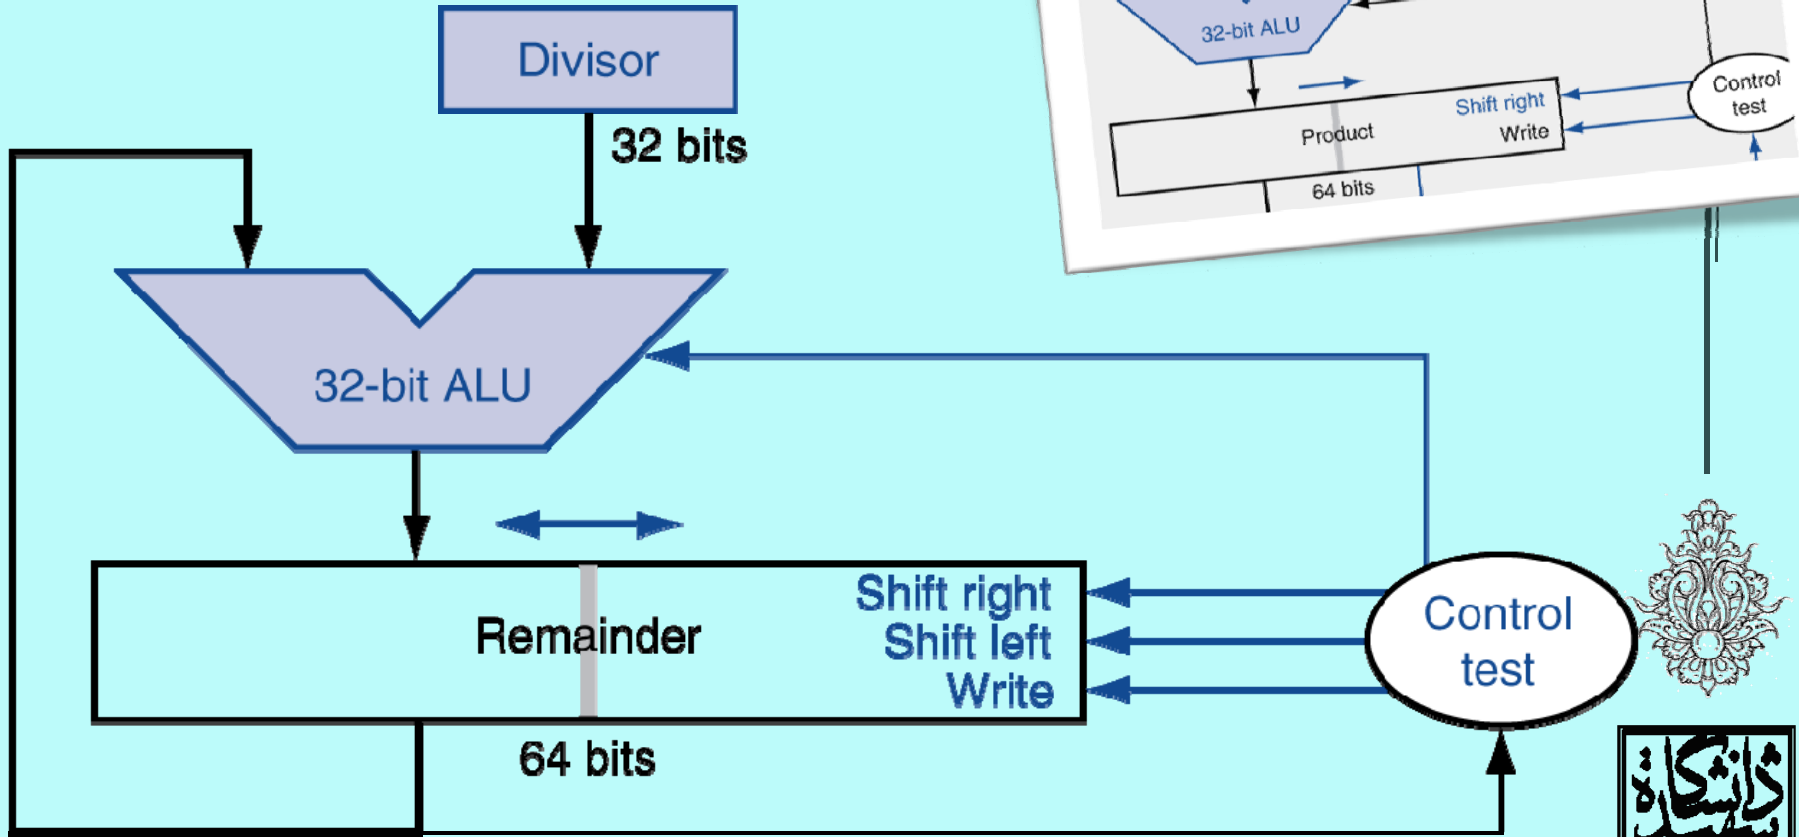 Divisor
32 bits
32-bit ALU
Remainder
Shift right
Shift left
Write
64 bits
Control
test
32-bit ALU
Product
Shift right
Write
64 bits
Control
test
دانشکده